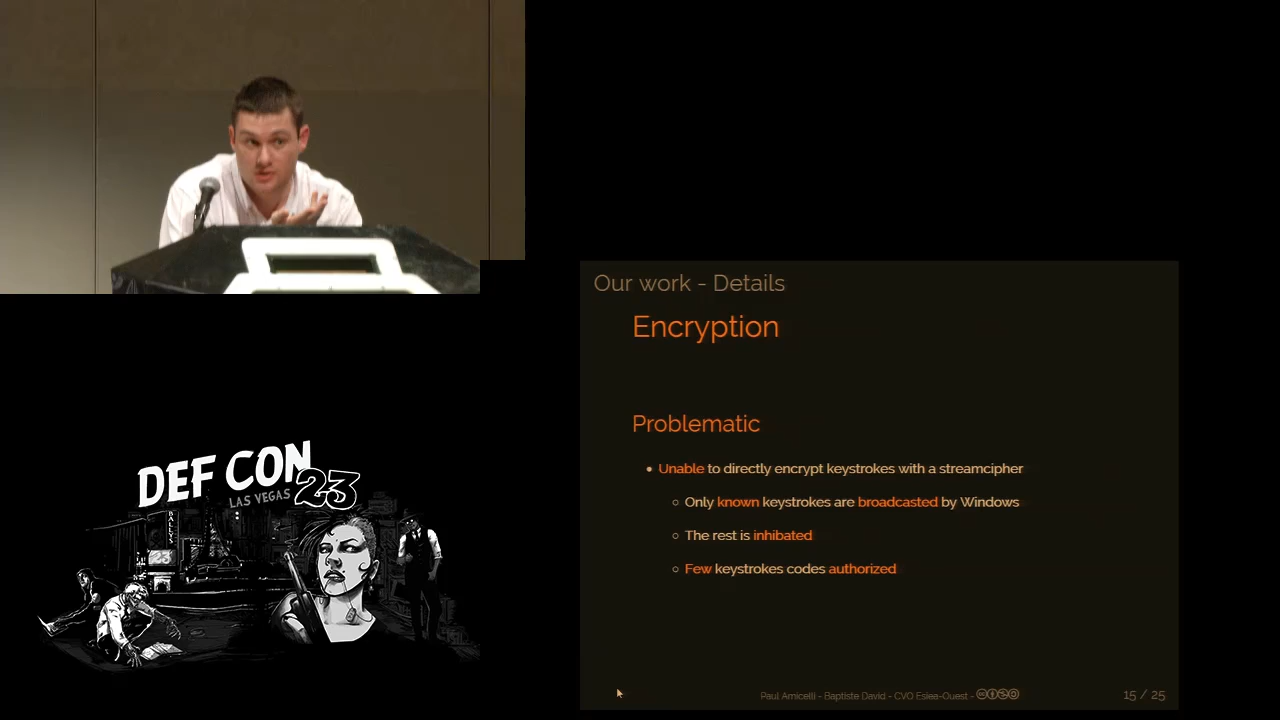 Our work - Details
Encryption
Problematic
• Unable to directly encrypt keystrokes with a streamcipher
○ Only known keystrokes are broadcasted by Windows
○ The rest is inhibated
○ Few keystrokes codes authorized
Paul Amicelli - Baptiste David - CVO Esiea-Ouest -
15 / 25
DEF CON
LAS VEGAS 23
BALLYS
23